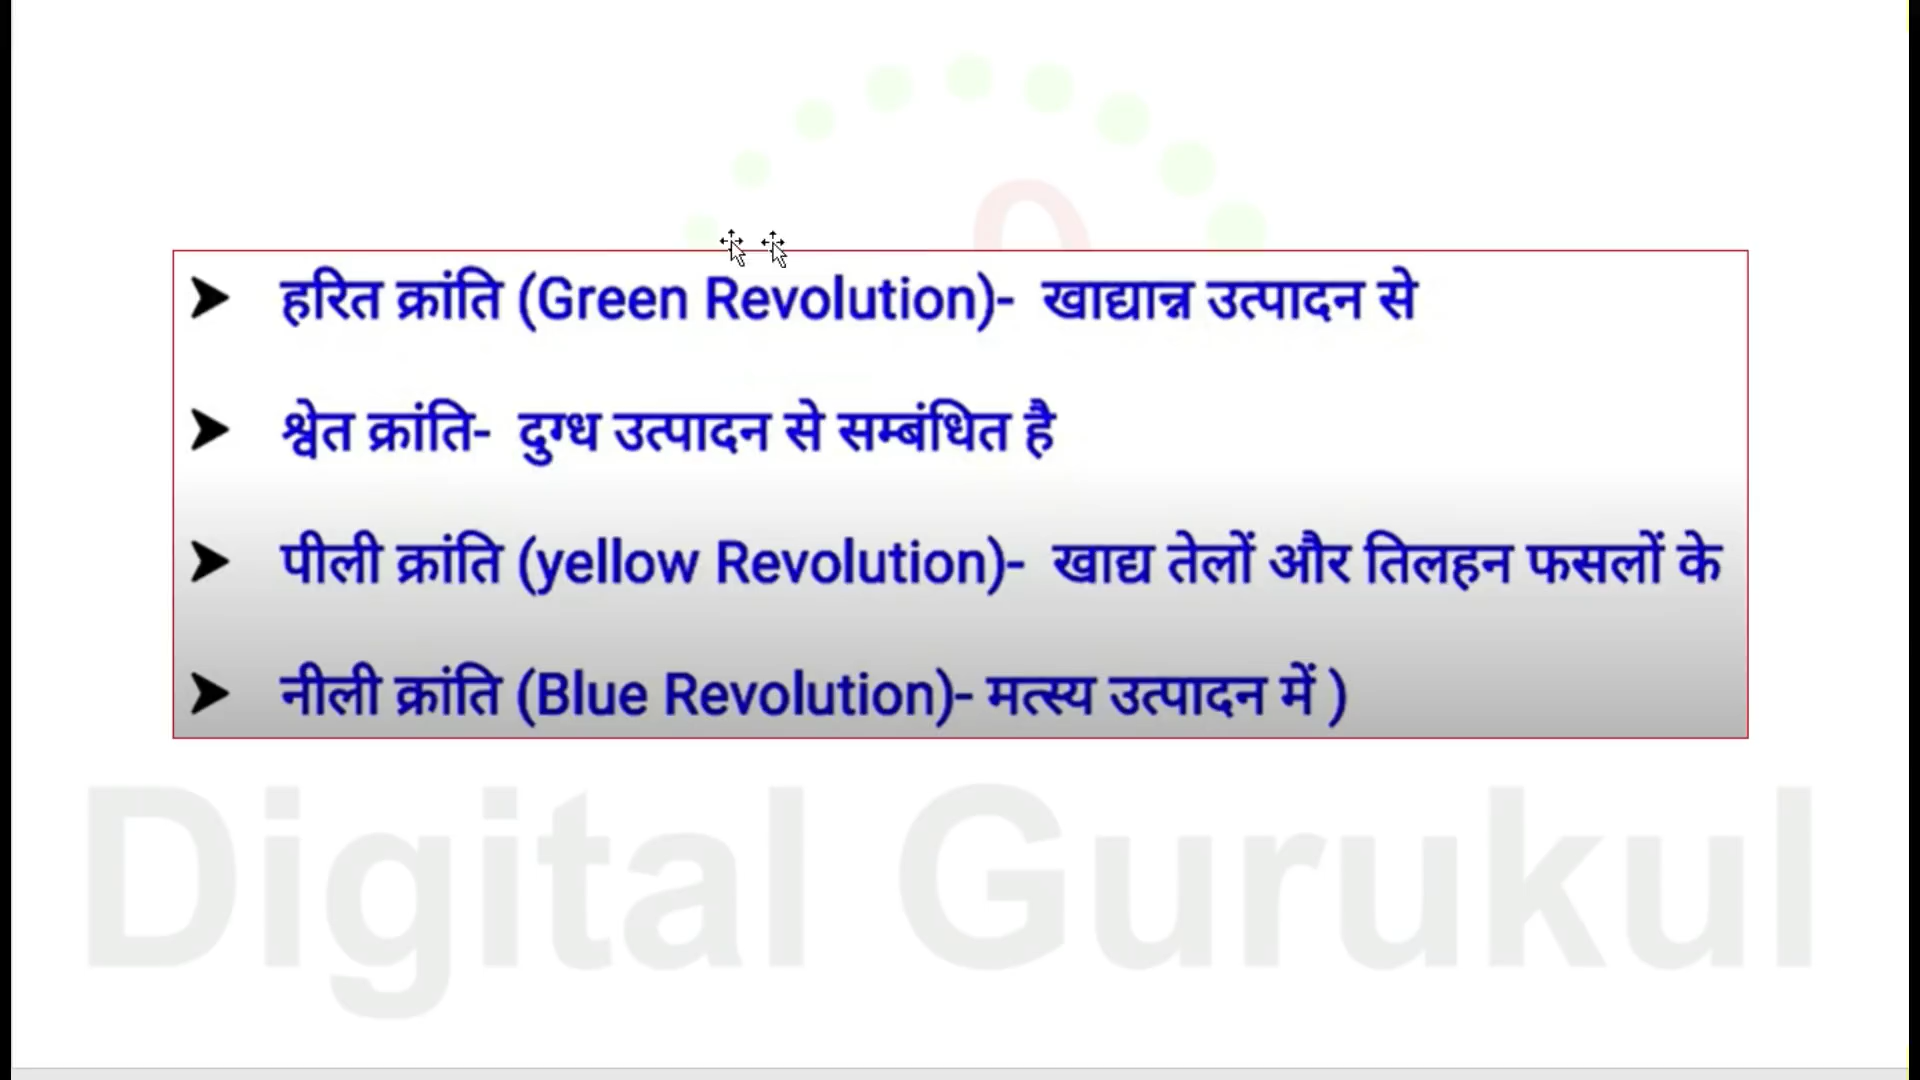 ➤ हरित क्रांति (Green Revolution)- खाद्यान्न उत्पादन से
➤ श्वेत क्रांति- दुग्ध उत्पादन से सम्बंधित है
➤ पीली क्रांति (yellow Revolution)- खाद्य तेलों और तिलहन फसलों के
➤ नीली क्रांति (Blue Revolution)- मत्स्य उत्पादन में )
Digital Gurukul